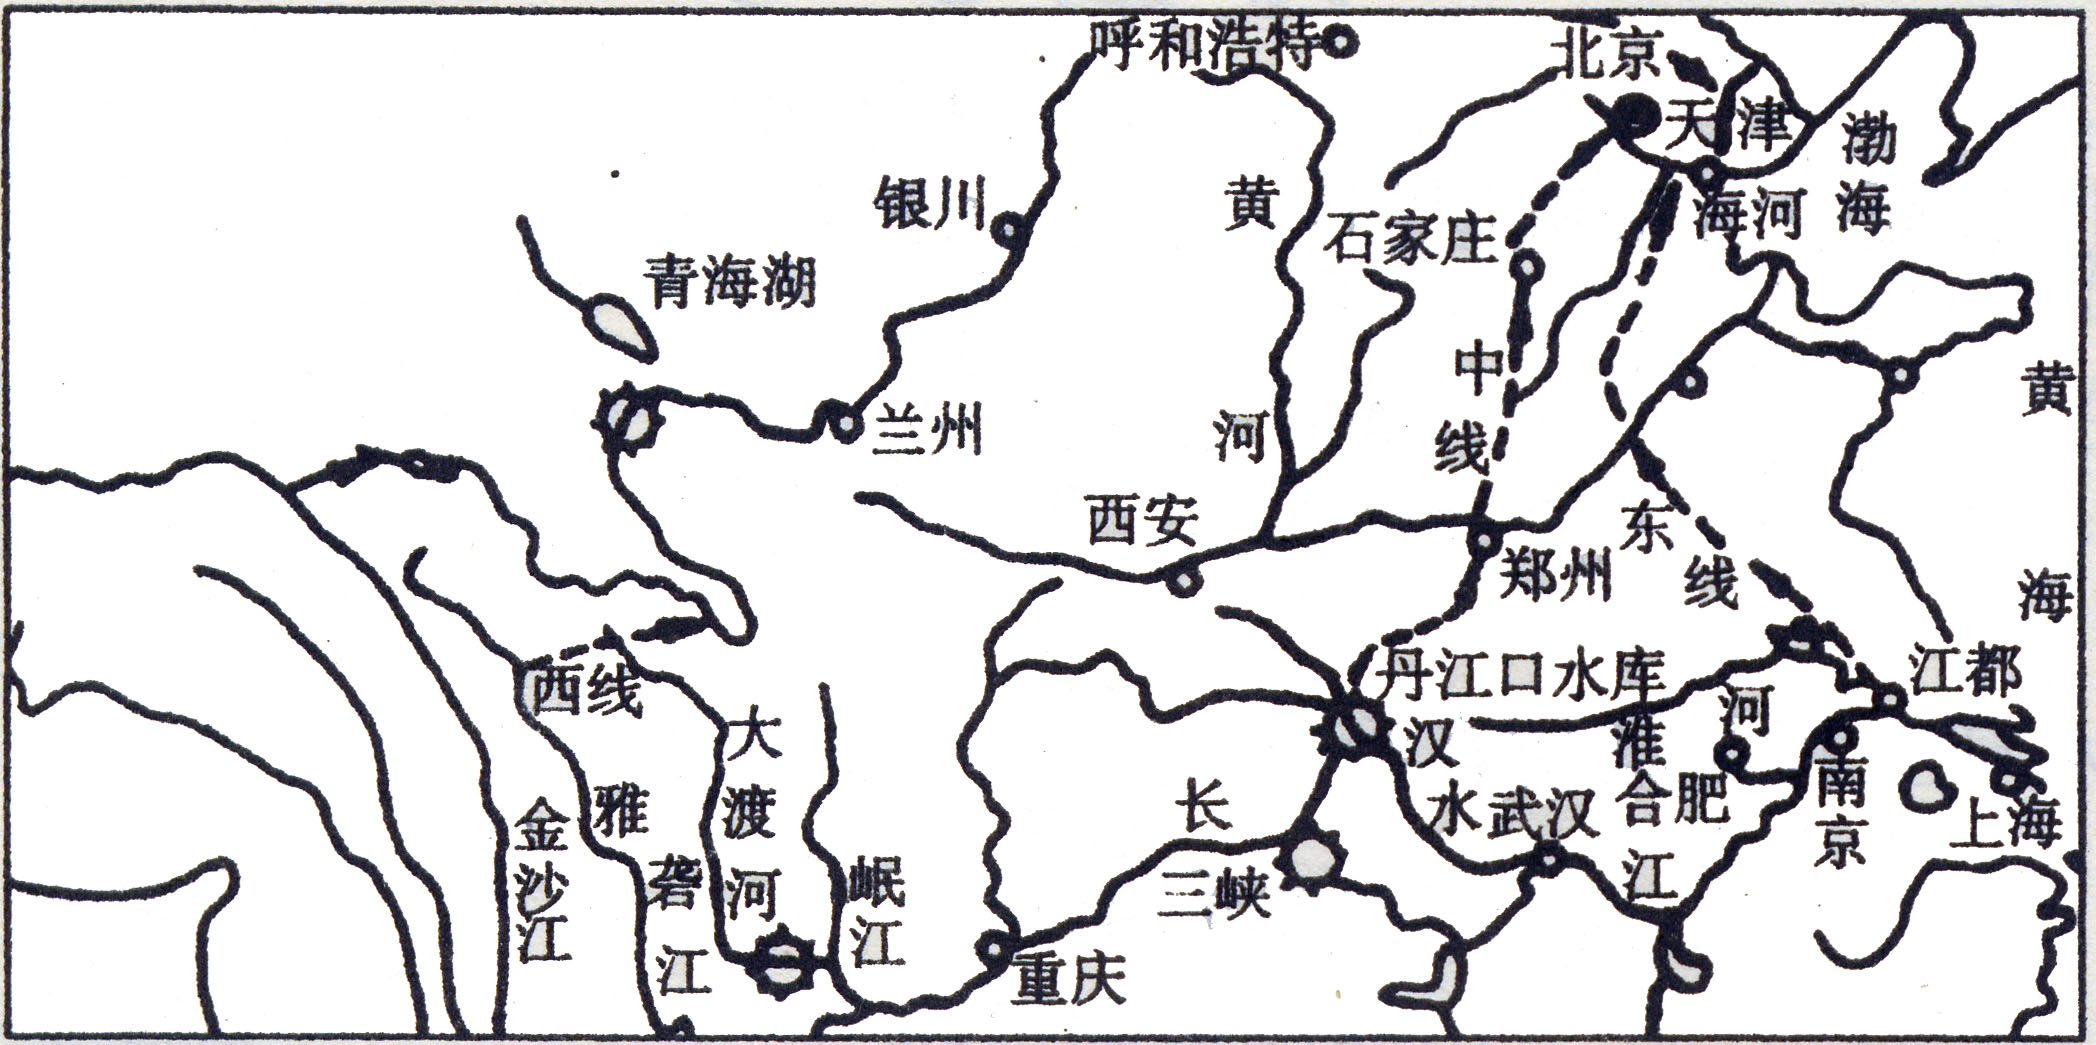 呼和浩特
北京
天津
渤海
银川
黄河
石家庄
海河
青海湖
中线
黄海
兰州
西安
东线
郑州
西线
丹江口水库
江都
大渡河
汉水
淮河
金沙江
雅砻江
长江
武汉
合肥
南京
上海
三峡
岷江
重庆